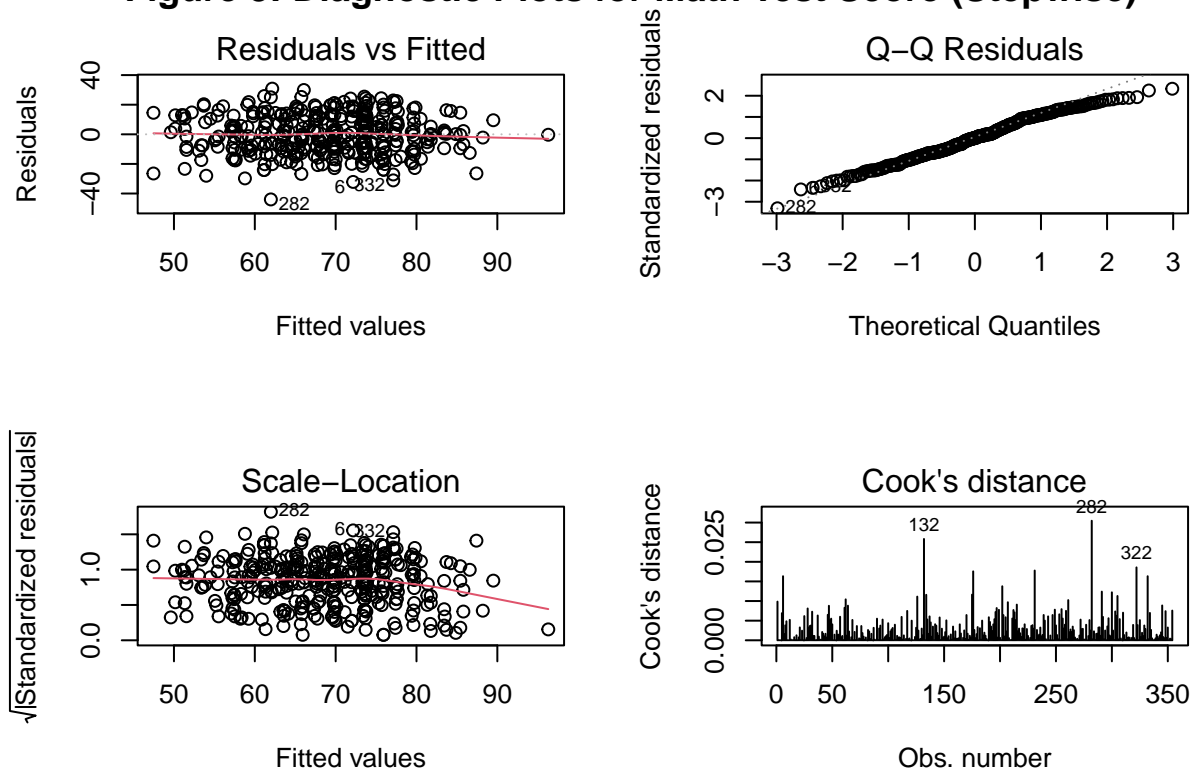 Figure 3: Diagnostic Plots for Math Test Score (Stepwise)
Residuals vs Fitted
Residuals
40
0
−40
6
332
282
50 60 70 80 90
Fitted values
Q−Q Residuals
Standardized residuals
2
0
−3
282
−3 −2 −1 0 1 2 3
Theoretical Quantiles
Scale−Location
√|Standardized residuals|
1.0
0.0
282
6
332
50 60 70 80 90
Fitted values
Cook's distance
Cook's distance
0.025
0.000
132
282
322
0 50 150 250 350
Obs. number